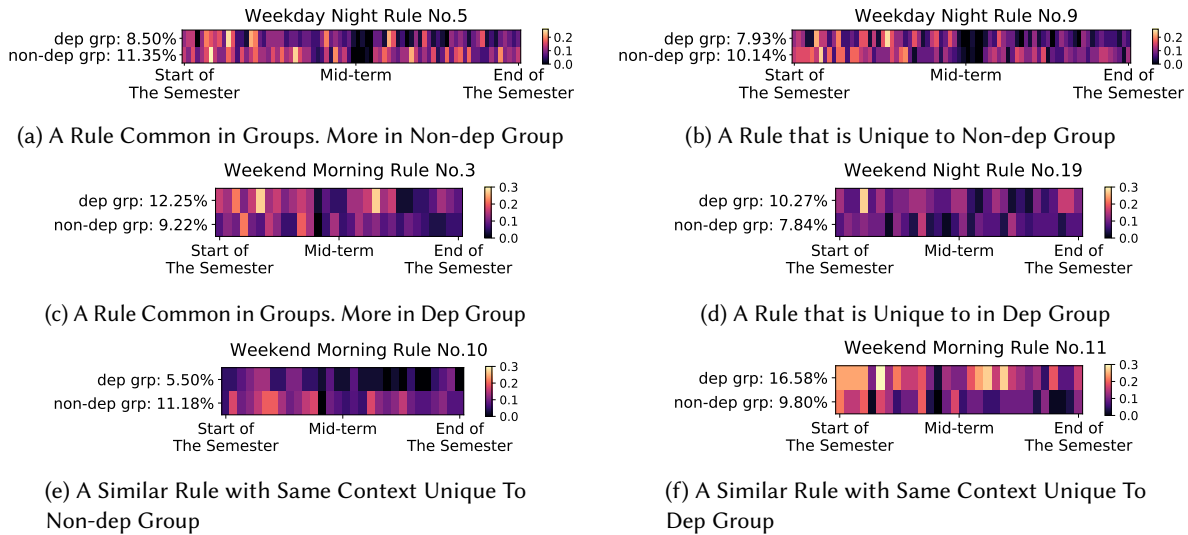 Weekday Night Rule No.5
dep grp: 8.50%
non-dep grp: 11.35%
0.2
0.1
0.0
Start of
The Semester
Mid-term
End of
The Semester
(a) A Rule Common in Groups. More in Non-dep Group
Weekday Night Rule No.9
dep grp: 7.93%
non-dep grp: 10.14%
0.2
0.1
0.0
Start of
The Semester
Mid-term
End of
The Semester
(b) A Rule that is Unique to Non-dep Group
Weekend Morning Rule No.3
dep grp: 12.25%
non-dep grp: 9.22%
0.3
0.2
0.1
0.0
Start of
The Semester
Mid-term
End of
The Semester
(c) A Rule Common in Groups. More in Dep Group
Weekend Night Rule No.19
dep grp: 10.27%
non-dep grp: 7.84%
0.3
0.2
0.1
0.0
Start of
The Semester
Mid-term
End of
The Semester
(d) A Rule that is Unique to in Dep Group
Weekend Morning Rule No.10
dep grp: 5.50%
non-dep grp: 11.18%
0.3
0.2
0.1
0.0
Start of
The Semester
Mid-term
End of
The Semester
(e) A Similar Rule with Same Context Unique To
Non-dep Group
Weekend Morning Rule No.11
dep grp: 16.58%
non-dep grp: 9.80%
0.3
0.2
0.1
0.0
Start of
The Semester
Mid-term
End of
The Semester
(f) A Similar Rule with Same Context Unique To
Dep Group